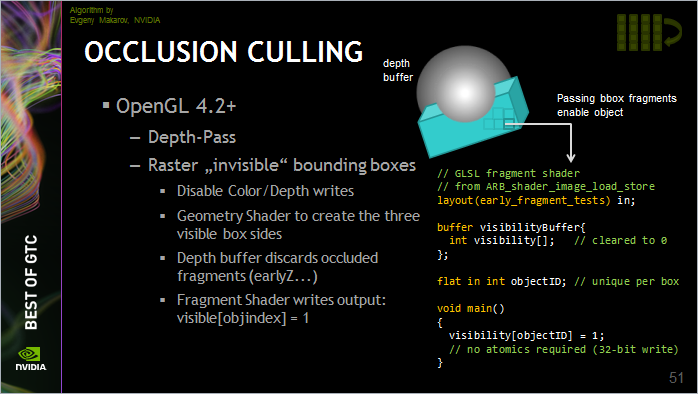 Algorithm by
Evgeny Makarov, NVIDIA
OCCLUSION CULLING
▪ OpenGL 4.2+
– Depth-Pass
– Raster „invisible“ bounding boxes
▪ Disable Color/Depth writes
▪ Geometry Shader to create the three
visible box sides
▪ Depth buffer discards occluded
fragments (earlyZ...)
▪ Fragment Shader writes output:
visible[objindex] = 1
depth
buffer
Passing bbox fragments
enable object
// GLSL fragment shader
// from ARB_shader_image_load_store
layout(early_fragment_tests) in;
buffer visibilityBuffer{
int visibility[];   // cleared to 0
};
flat in int objectID; // unique per box
void main()
{
visibility[objectID] = 1;
// no atomics required (32-bit write)
}
BEST OF GTC
NVIDIA
51